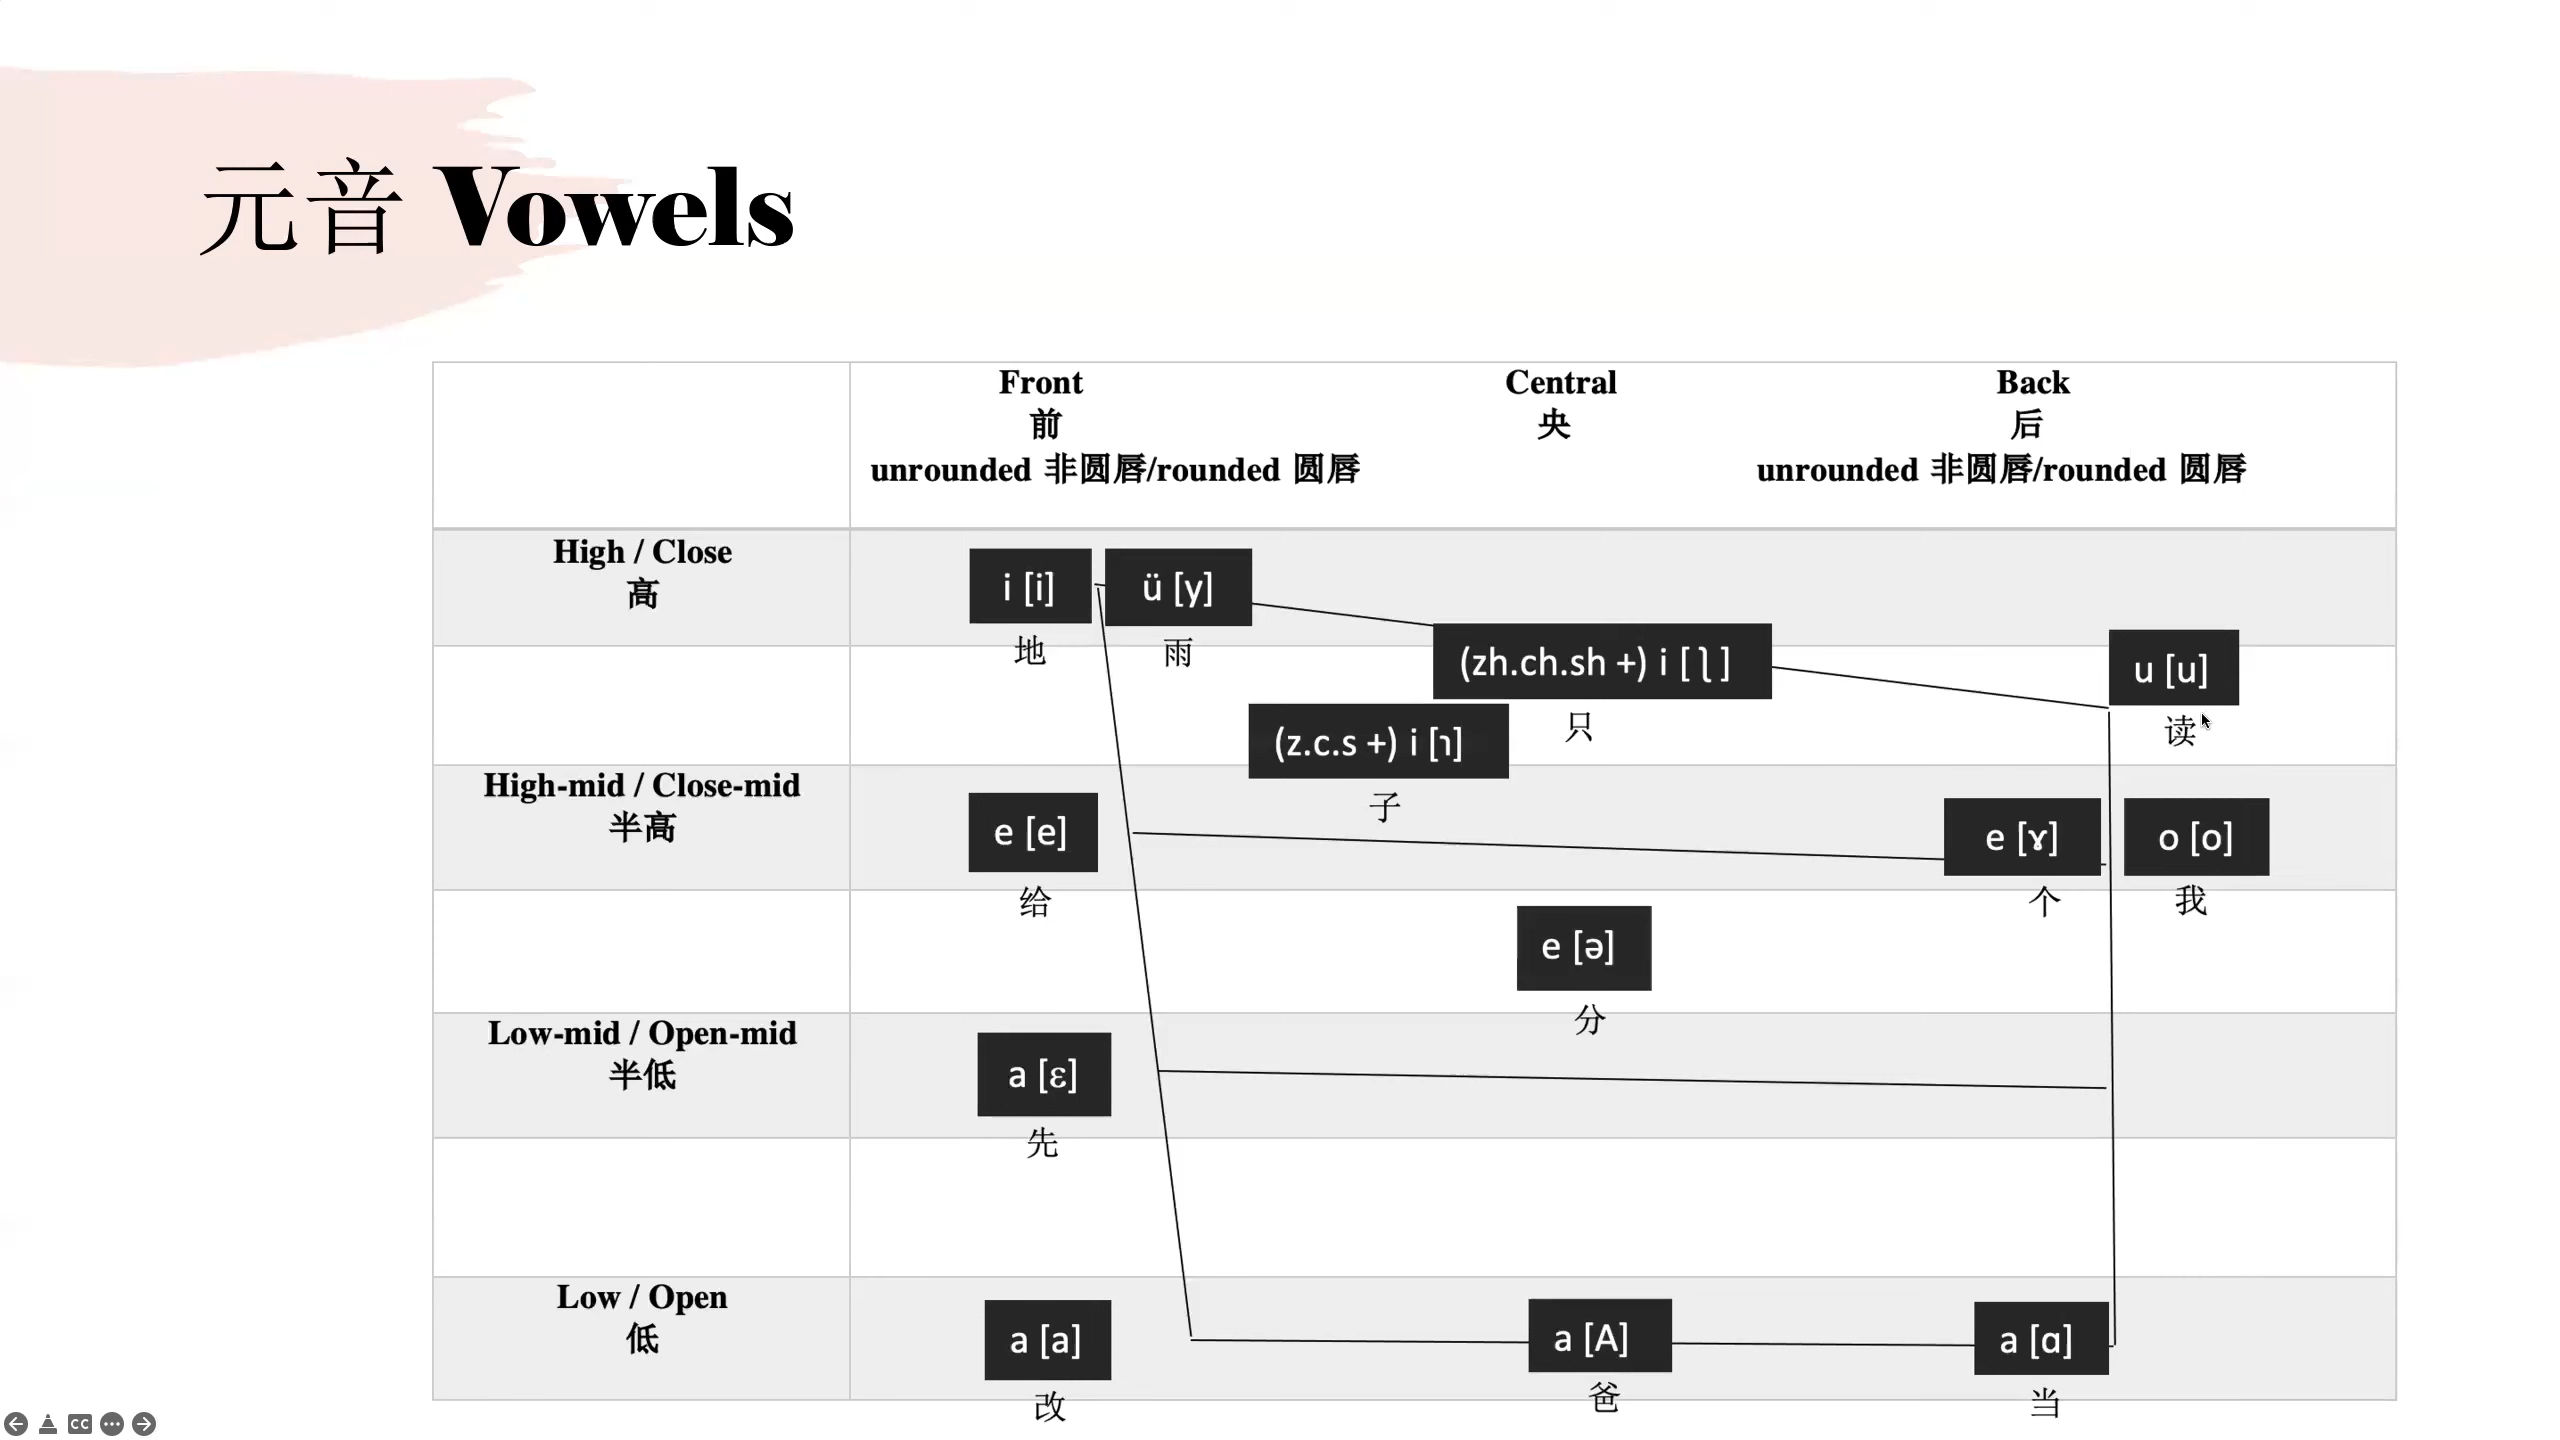 元音 Vowels
Front
前
unrounded 非圆唇/rounded 圆唇
Central
央
Back
后
unrounded 非圆唇/rounded 圆唇
High / Close
高
i [i]
地
ü [y]
雨
(zh.ch.sh +) i [ʅ]
只
u [u]
读
(z.c.s +) i [ɿ]
子
High-mid / Close-mid
半高
e [e]
给
e [ɤ]
个
o [o]
我
e [ə]
分
Low-mid / Open-mid
半低
a [ɛ]
先
Low / Open
低
a [a]
改
a [A]
爸
a [ɑ]
当
CC